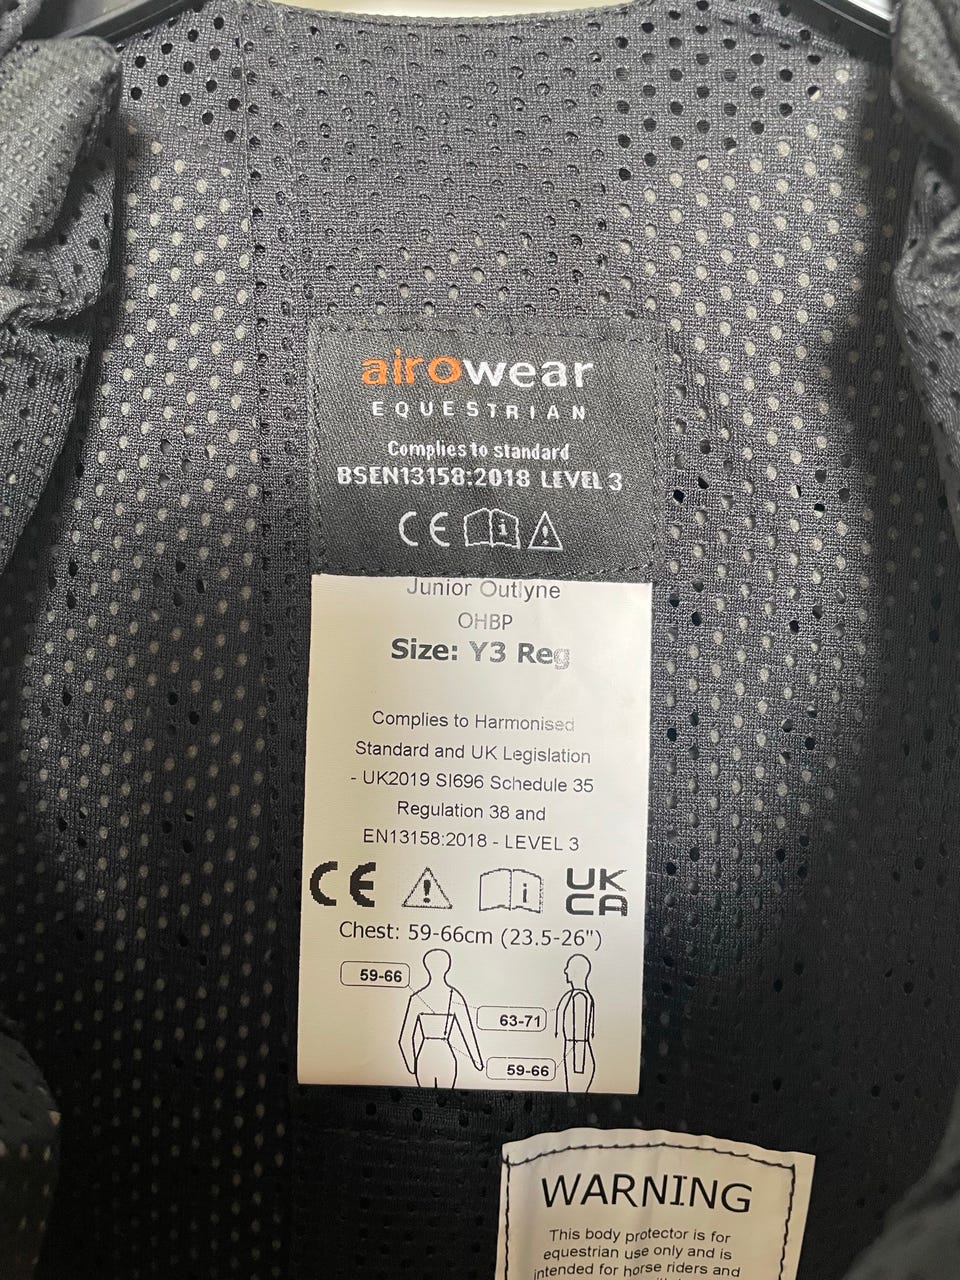 airowear
EQUESTRIAN
Complies to standard
BSEN13158:2018 LEVEL 3
CE i !
Junior Outlyne
OHBP
Size: Y3 Reg
Complies to Harmonised
Standard and UK Legislation
- UK2019 SI696 Schedule 35
Regulation 38 and
EN13158:2018 - LEVEL 3
CE ! i UK
CA
Chest: 59-66cm (23.5-26")
59-66
63-71
59-66
WARNING
This body protector is for
equestrian use only and is
intended for horse riders and